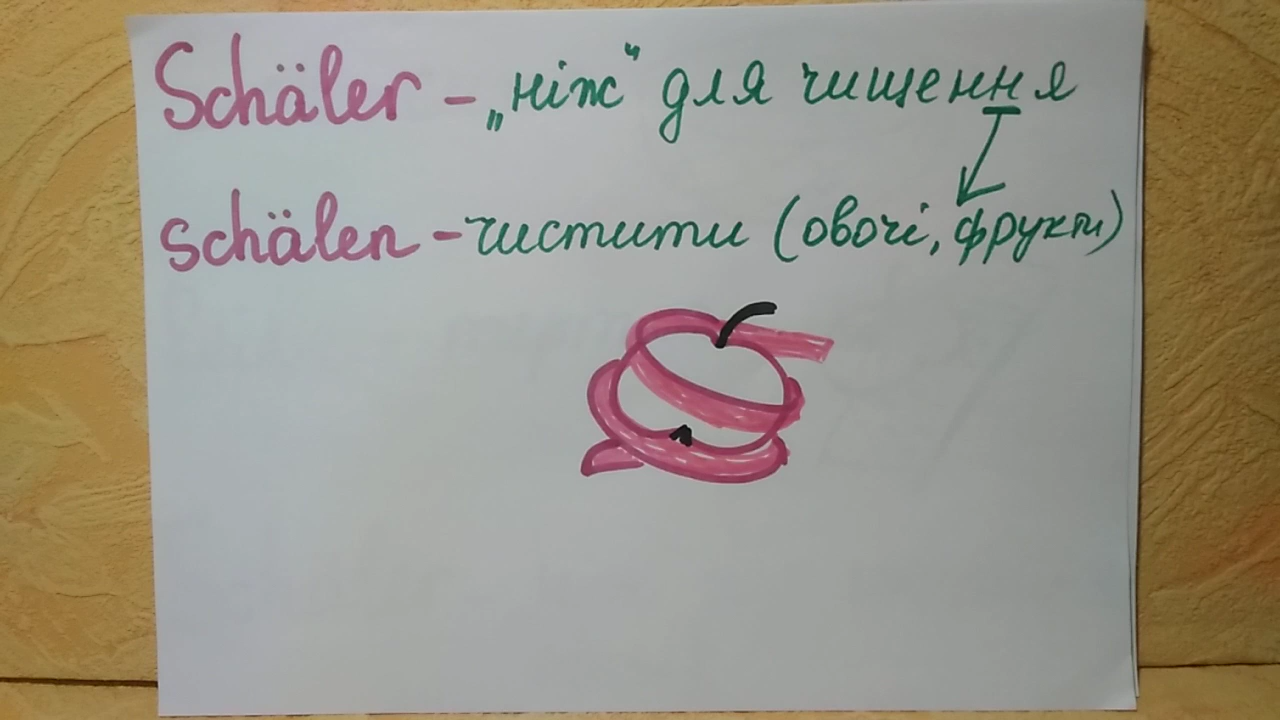 Schäler – „ніж“ для чищення
schälen – чистити (овочі, фрукти)